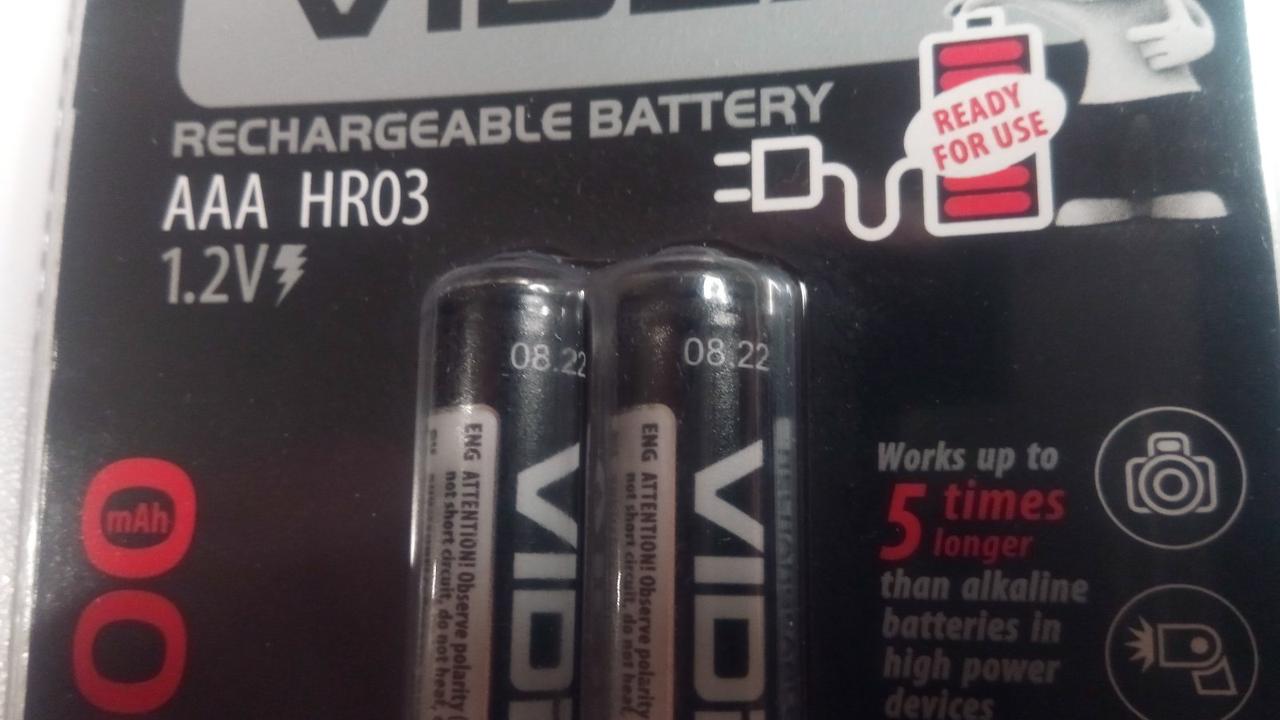 RECHARGEABLE BATTERY
AAA HR03
1.2V
READY
FOR USE
08.22
08.22
ENG ATTENTION! Observe polarity
not short circuit, do not heat,
ENG ATTENTION! Observe polarity
not short circuit, do not heat,
mAh
00
Works up to
5 times
longer
than alkaline
batteries in
high power
devices